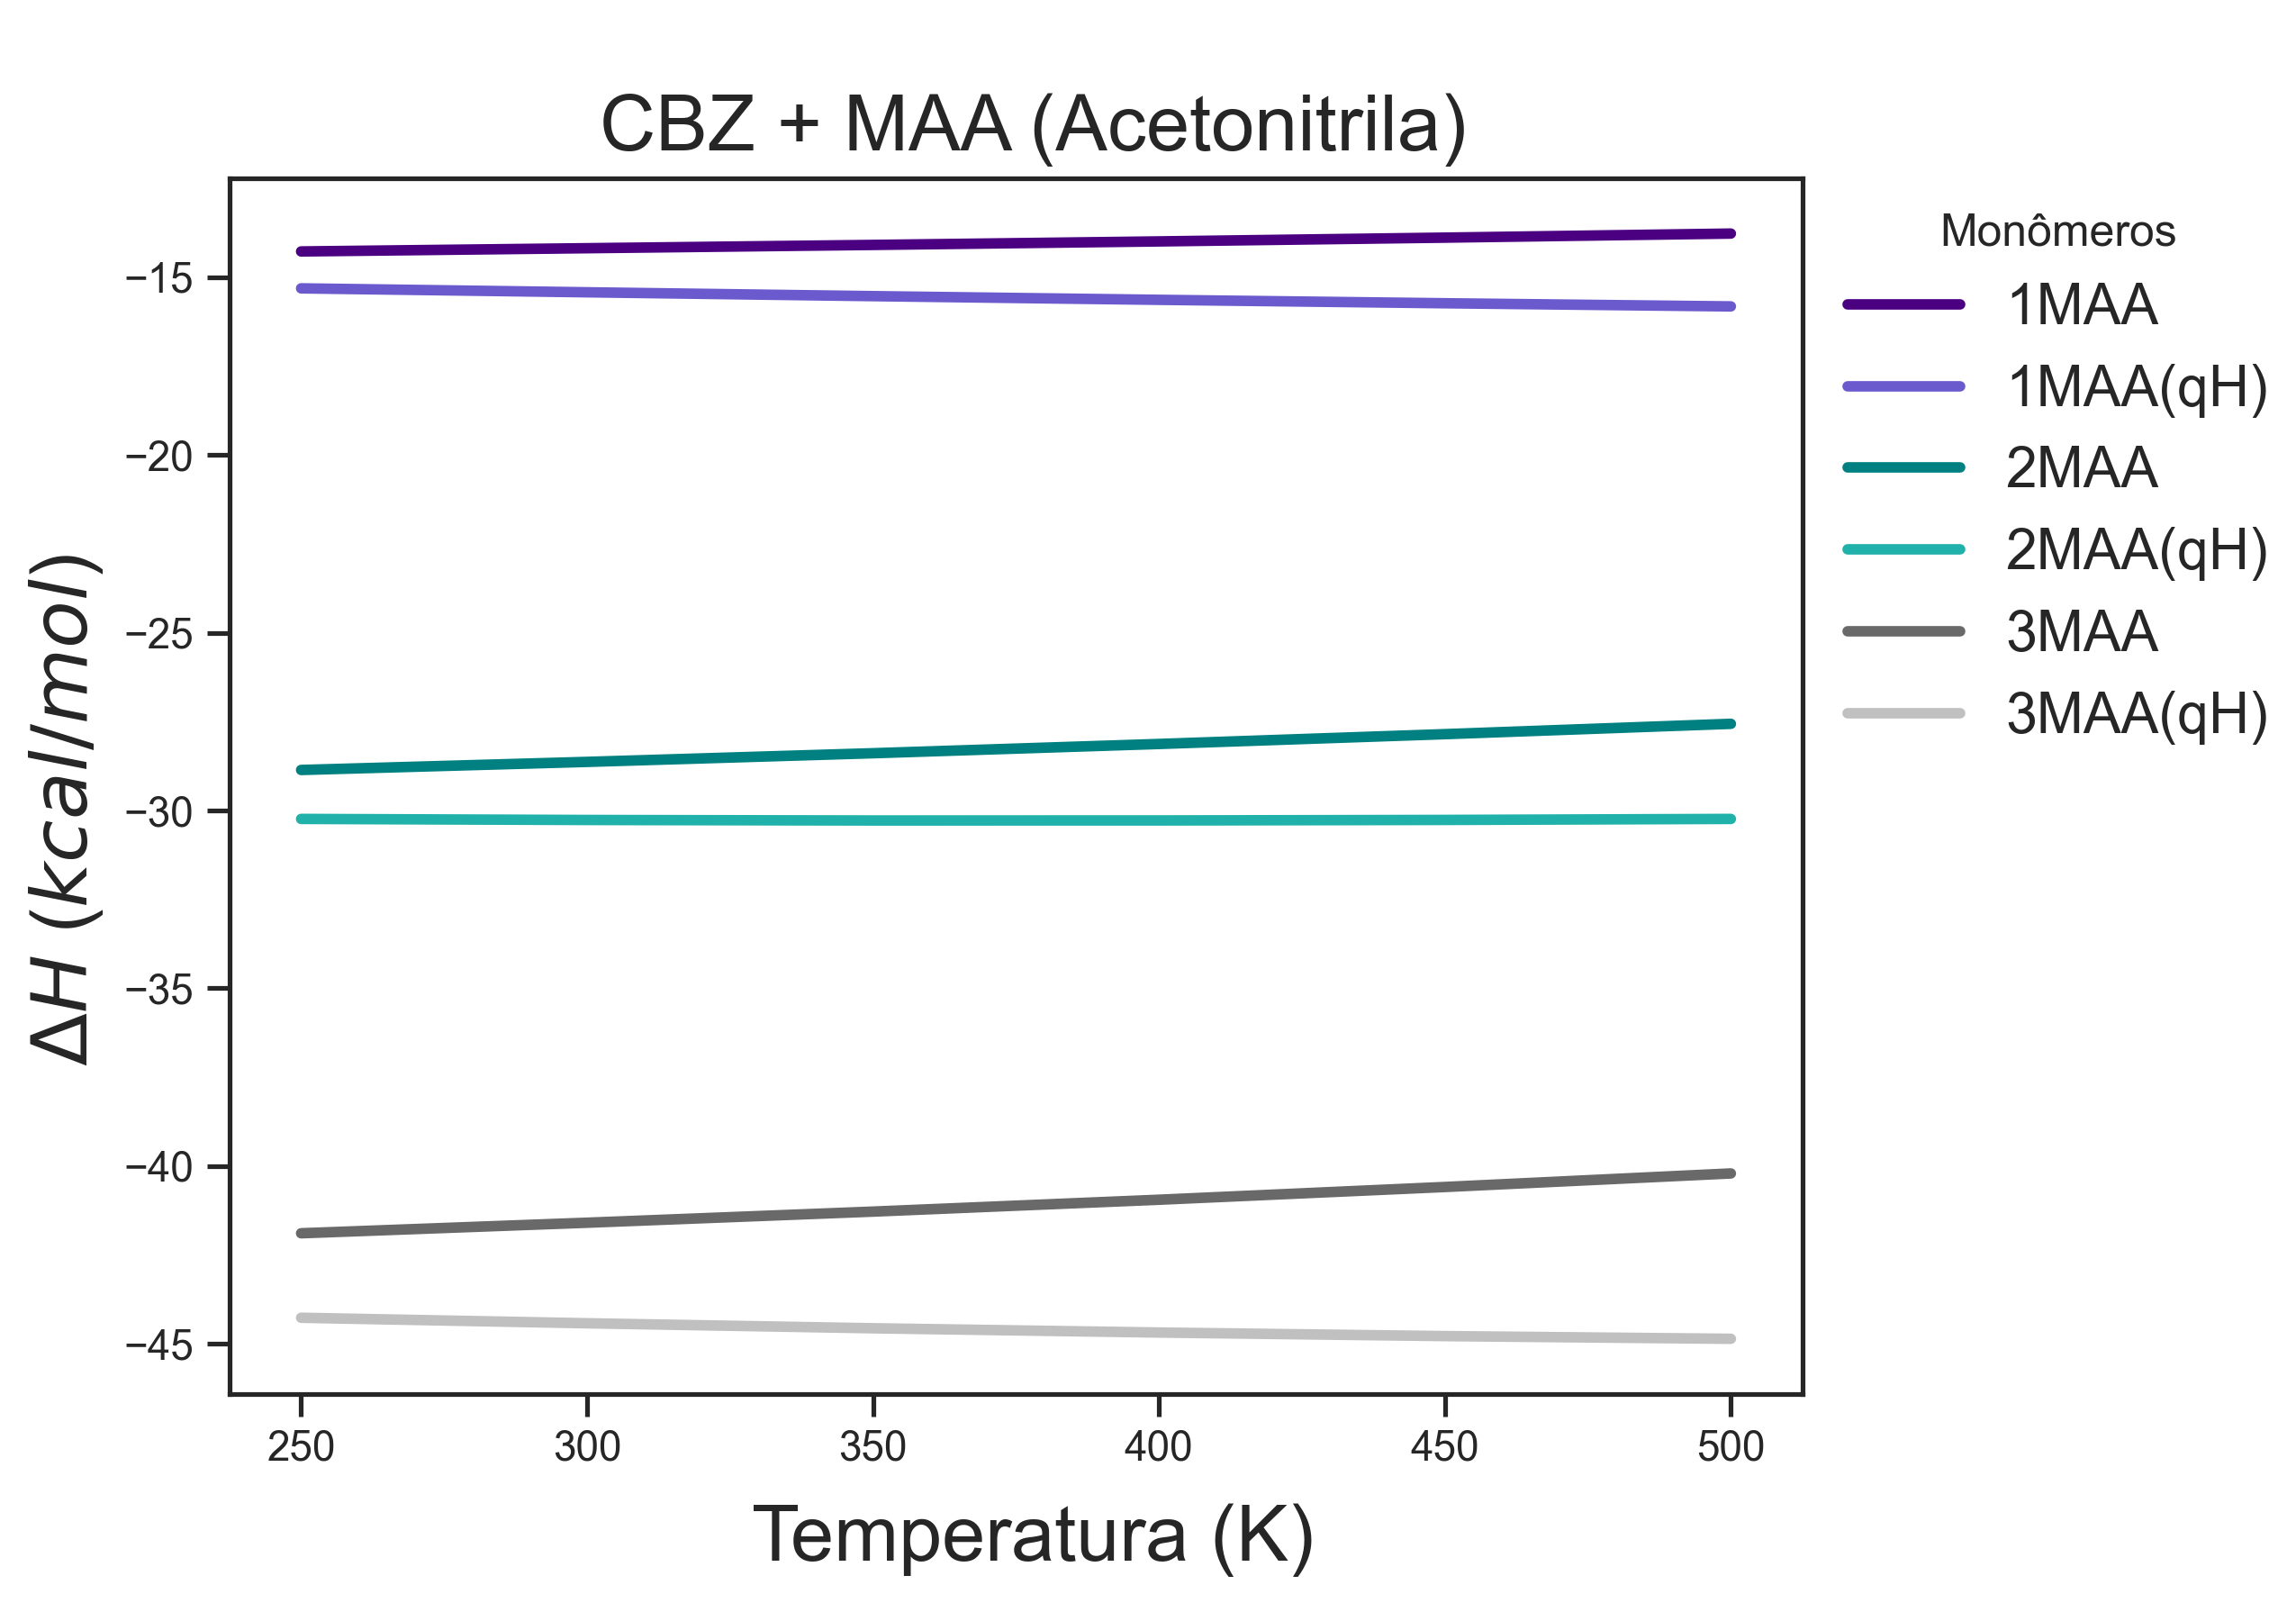 CBZ + MAA (Acetonitrila)
ΔH (kcal/mol)
−15
−20
−25
−30
−35
−40
−45
250 300 350 400 450 500
Temperatura (K)
Monômeros
1MAA
1MAA(qH)
2MAA
2MAA(qH)
3MAA
3MAA(qH)